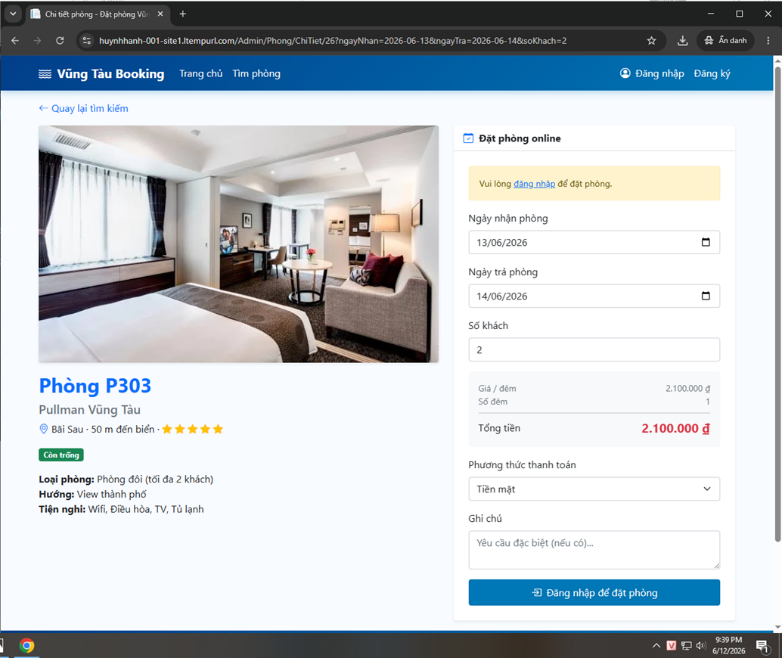 Chi tiết phòng - Đặt phòng Vũn
huynhhanh-001-site1.ltempurl.com/Admin/Phong/ChiTiet/26?ngayNhan=2026-06-13&ngayTra=2026-06-14&soKhach=2
Ẩn danh
Vũng Tàu Booking
Trang chủ
Tìm phòng
Đăng nhập
Đăng ký
← Quay lại tìm kiếm
Phòng P303
Pullman Vũng Tàu
Bãi Sau · 50 m đến biển ·
Còn trống
Loại phòng: Phòng đôi (tối đa 2 khách)
Hướng: View thành phố
Tiện nghi: Wifi, Điều hòa, TV, Tủ lạnh
Đặt phòng online
Vui lòng đăng nhập để đặt phòng.
Ngày nhận phòng
13/06/2026
Ngày trả phòng
14/06/2026
Số khách
2
Giá / đêm 2.100.000 ₫
Số đêm 1
Tổng tiền 2.100.000 ₫
Phương thức thanh toán
Tiền mặt
Ghi chú
Yêu cầu đặc biệt (nếu có)...
Đăng nhập để đặt phòng
V
9:39 PM
6/12/2026
1